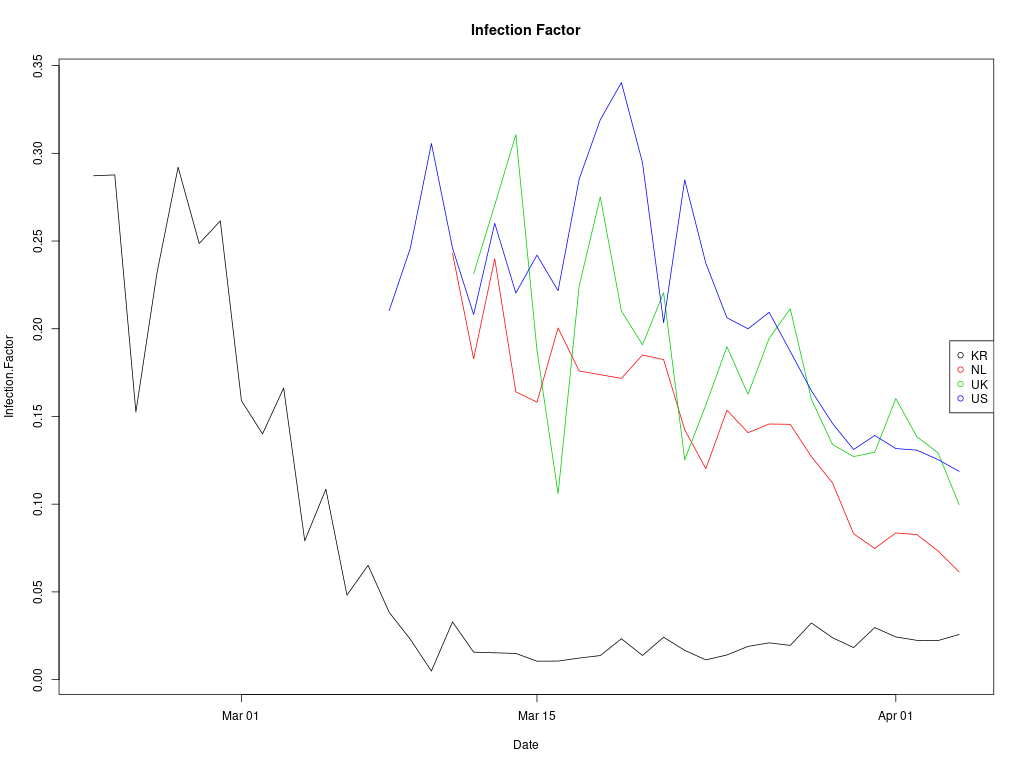 Infection Factor
Infection.Factor
0.35
0.30
0.25
0.20
0.15
0.10
0.05
0.00
KR
NL
UK
US
Mar 01
Mar 15
Apr 01
Date